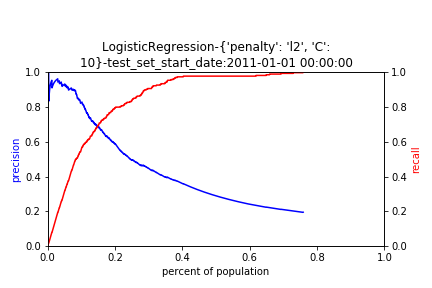 LogisticRegression-{'penalty': 'l2', 'C':
10}-test_set_start_date:2011-01-01 00:00:00
1.0
0.8
0.6
0.4
0.2
0.0
precision
1.0
0.8
0.6
0.4
0.2
0.0
recall
0.0 0.2 0.4 0.6 0.8 1.0
percent of population